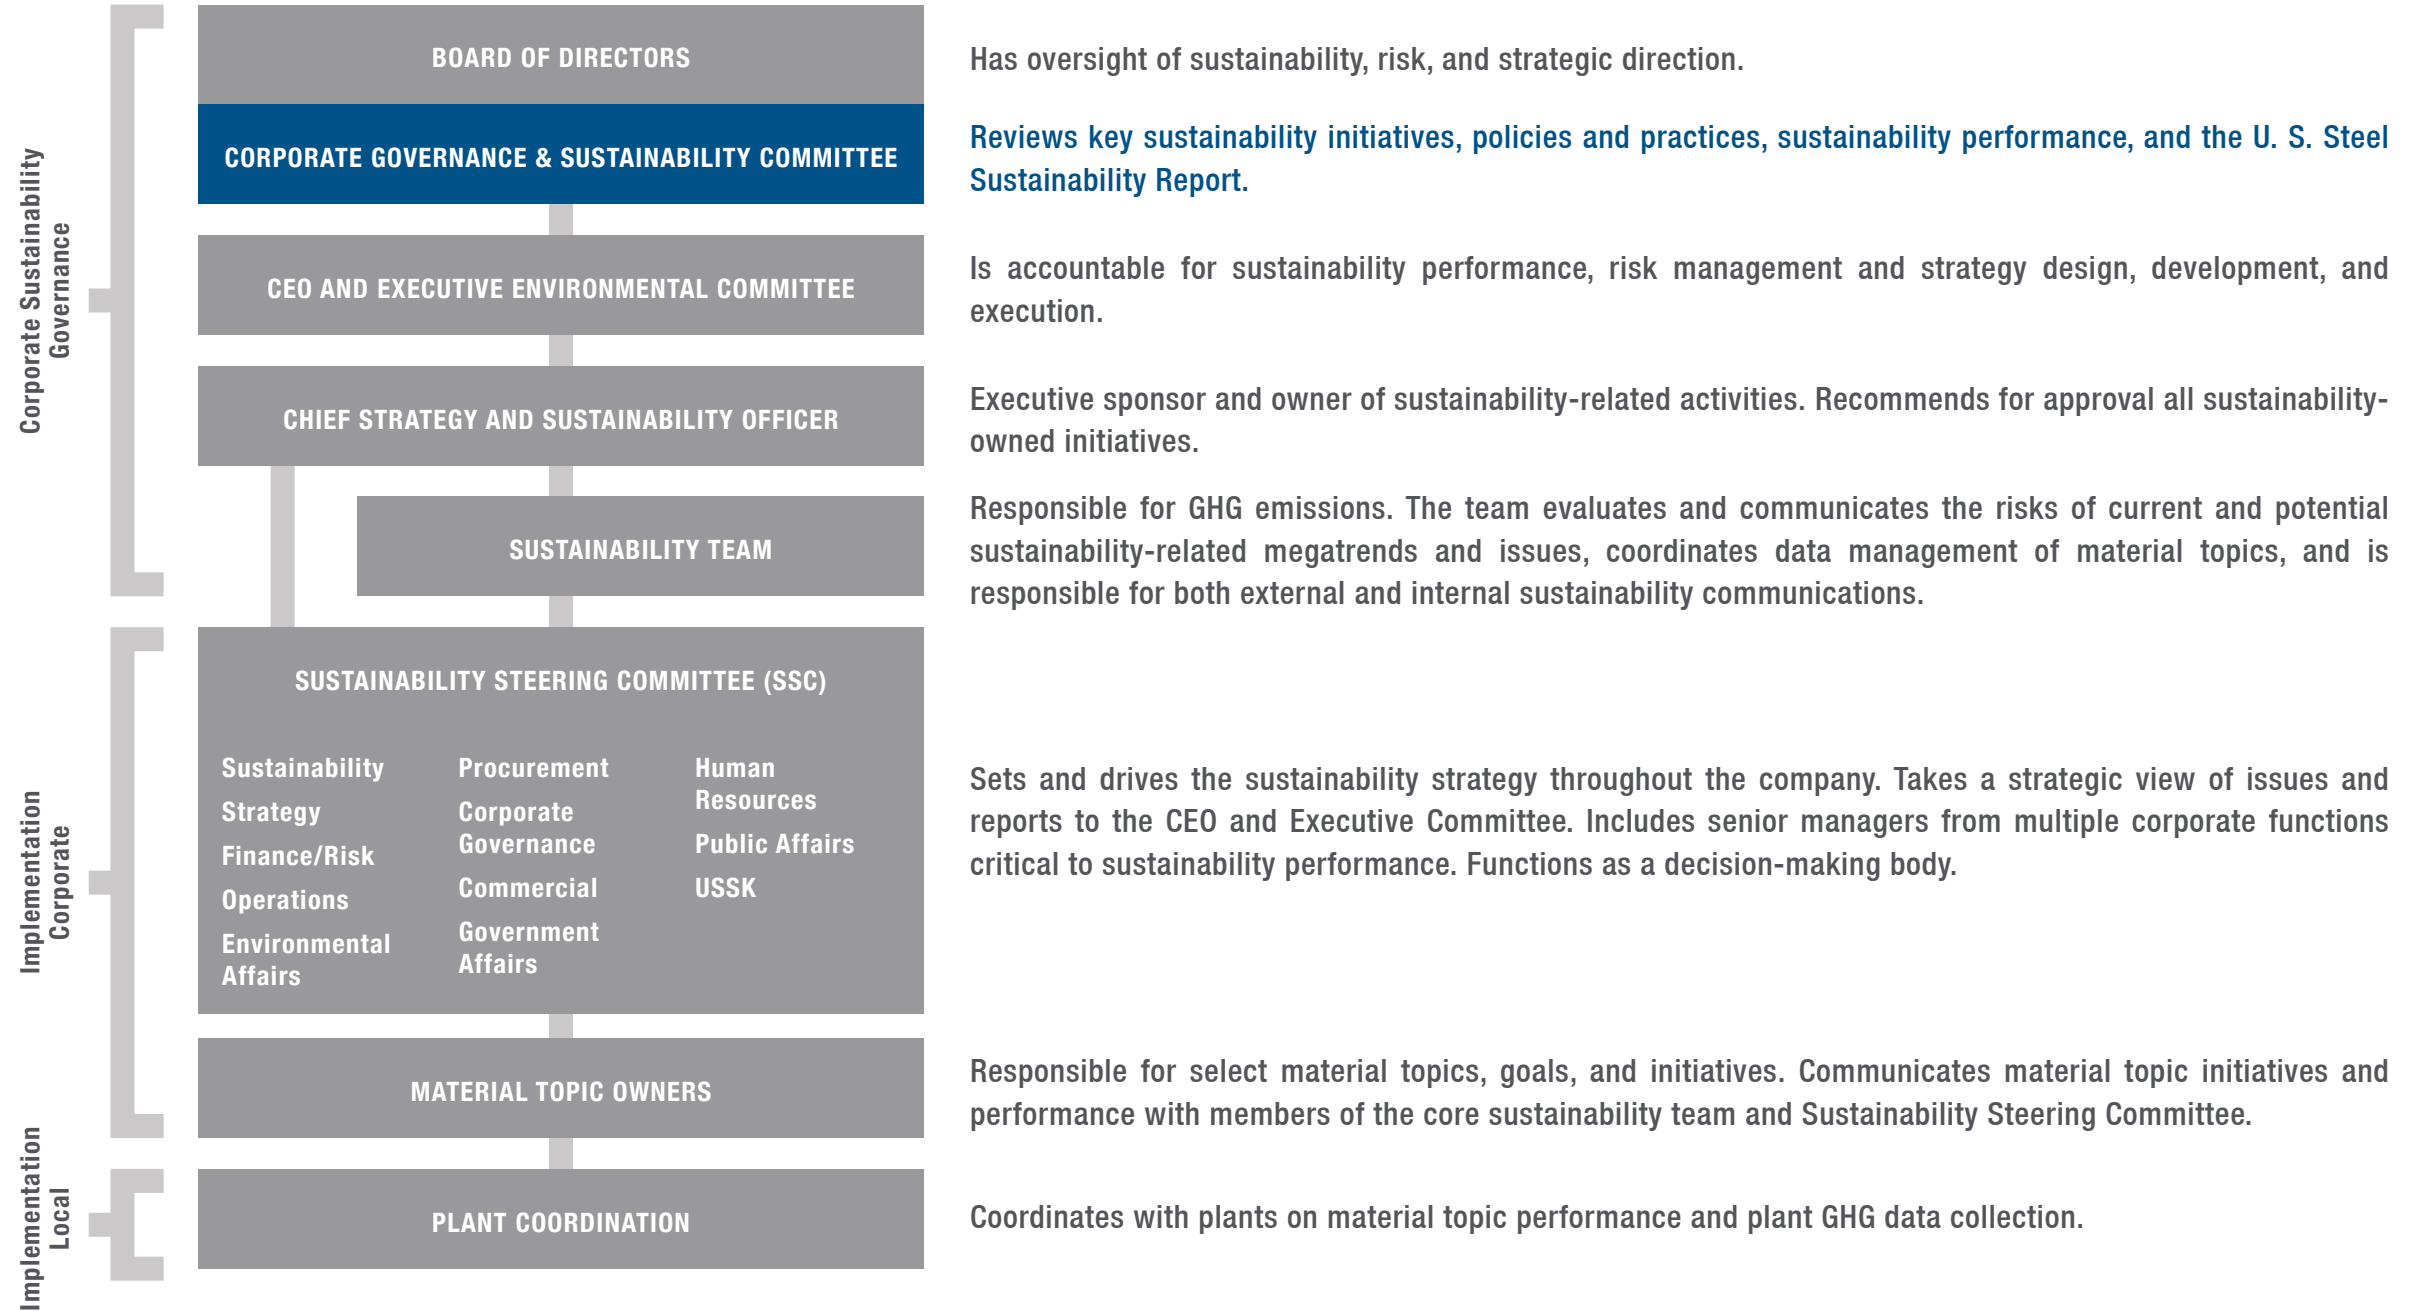 Corporate Sustainability
Governance
BOARD OF DIRECTORS
Has oversight of sustainability, risk, and strategic direction.
CORPORATE GOVERNANCE & SUSTAINABILITY COMMITTEE
Reviews key sustainability initiatives, policies and practices, sustainability performance, and the U. S. Steel
Sustainability Report.
CEO AND EXECUTIVE ENVIRONMENTAL COMMITTEE
Is accountable for sustainability performance, risk management and strategy design, development, and
execution.
CHIEF STRATEGY AND SUSTAINABILITY OFFICER
Executive sponsor and owner of sustainability-related activities. Recommends for approval all sustainability-
owned initiatives.
SUSTAINABILITY TEAM
Responsible for GHG emissions. The team evaluates and communicates the risks of current and potential
sustainability-related megatrends and issues, coordinates data management of material topics, and is
responsible for both external and internal sustainability communications.
Implementation
Corporate
SUSTAINABILITY STEERING COMMITTEE (SSC)
Sustainability
Strategy
Finance/Risk
Operations
Environmental
Affairs
Procurement
Corporate
Governance
Commercial
Government
Affairs
Human
Resources
Public Affairs
USSK
Sets and drives the sustainability strategy throughout the company. Takes a strategic view of issues and
reports to the CEO and Executive Committee. Includes senior managers from multiple corporate functions
critical to sustainability performance. Functions as a decision-making body.
MATERIAL TOPIC OWNERS
Responsible for select material topics, goals, and initiatives. Communicates material topic initiatives and
performance with members of the core sustainability team and Sustainability Steering Committee.
Implementation
Local
PLANT COORDINATION
Coordinates with plants on material topic performance and plant GHG data collection.